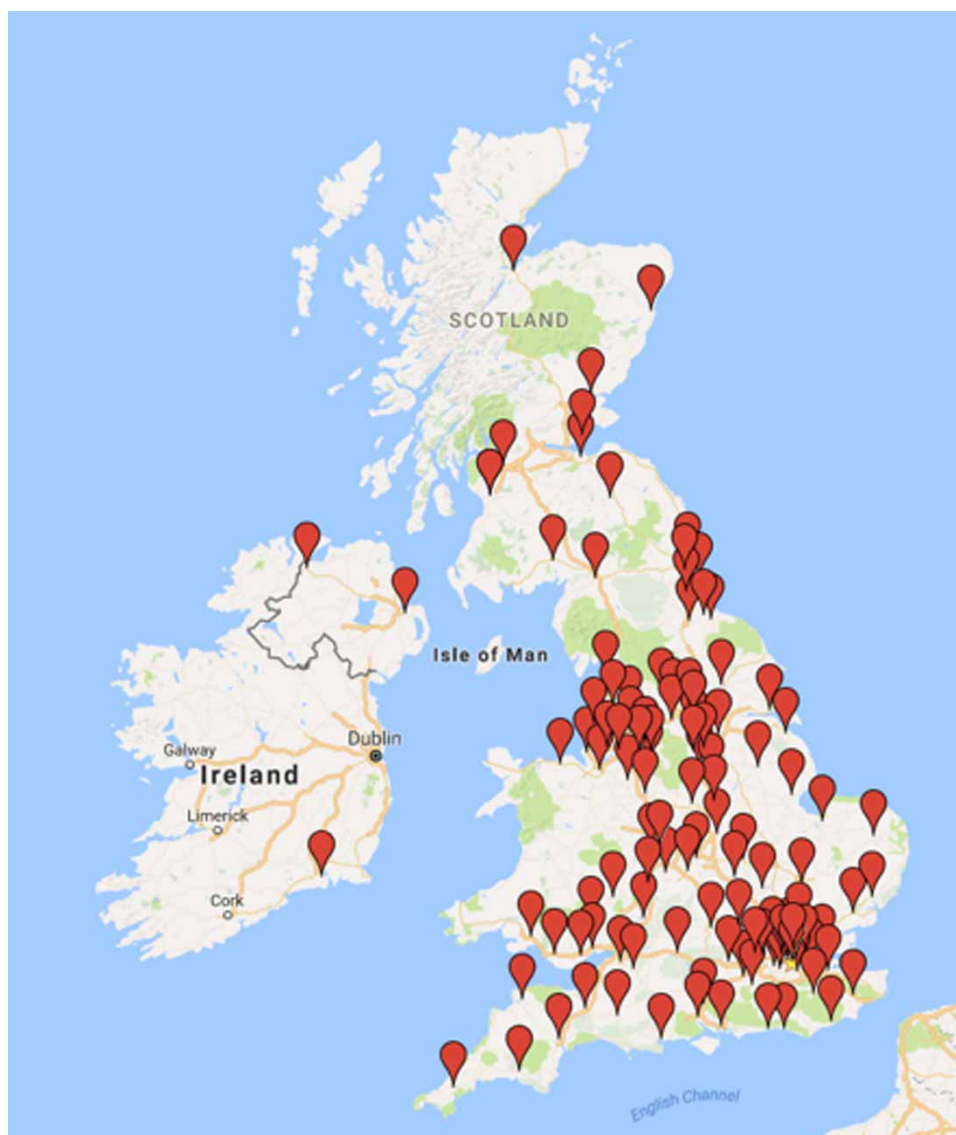 SCOTLAND
Isle of Man
Dublin
Galway
Ireland
Limerick
Cork
English Channel